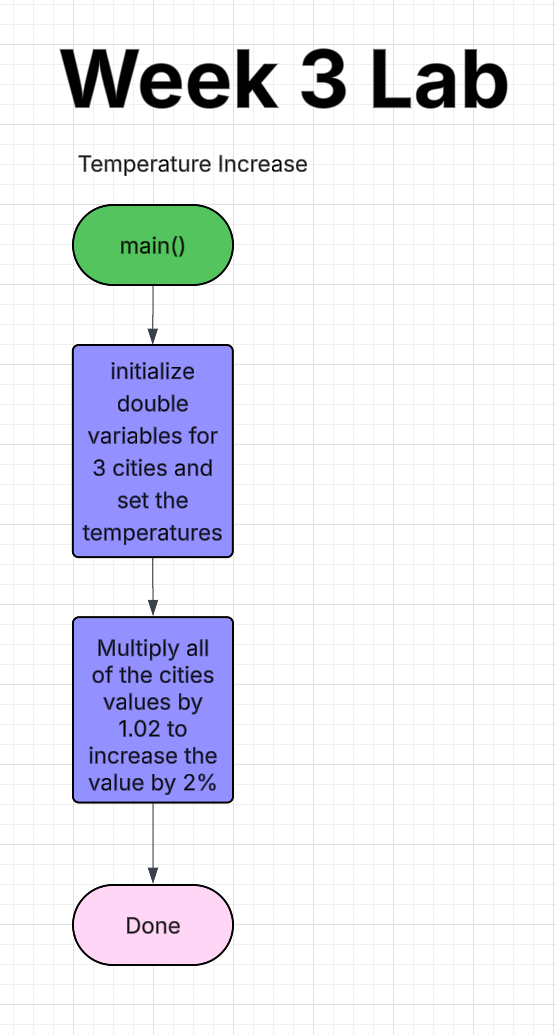 Week 3 Lab
Temperature Increase
main()
initialize
double
variables for
3 cities and
set the
temperatures
Multiply all
of the cities
values by
1.02 to
increase the
value by 2%
Done